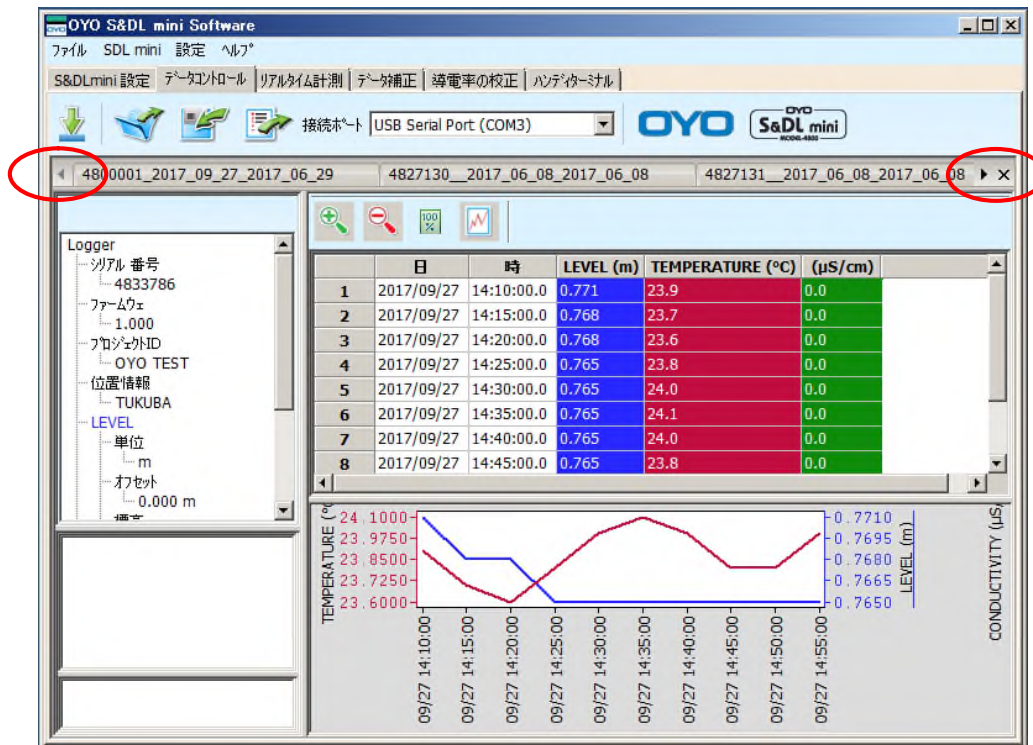 OYO S&DL mini Software
ファイル SDL mini 設定 ヘルプ
S&DLmini 設定 データコントロール リアルタイム計測 データ補正 導電率の校正 ハンディターミナル
接続ポート USB Serial Port (COM3) OYO OYO S&DL mini MODEL-4800
4800001_2017_09_27_2017_06_29 4827130__2017_06_08_2017_06_08 4827131__2017_06_08_2017_06_08
100 %
Logger
シリアル 番号
4833786
ファームウェ
1.000
プロジェクトID
OYO TEST
位置情報
TUKUBA
LEVEL
単位
m
オフセット
0.000 m
標高
日 時 LEVEL (m) TEMPERATURE (°C) (μS/cm)
1 2017/09/27 14:10:00.0 0.771 23.9 0.0
2 2017/09/27 14:15:00.0 0.768 23.7 0.0
3 2017/09/27 14:20:00.0 0.768 23.6 0.0
4 2017/09/27 14:25:00.0 0.765 23.8 0.0
5 2017/09/27 14:30:00.0 0.765 24.0 0.0
6 2017/09/27 14:35:00.0 0.765 24.1 0.0
7 2017/09/27 14:40:00.0 0.765 24.0 0.0
8 2017/09/27 14:45:00.0 0.765 23.8 0.0
TEMPERATURE (°C
24.1000
23.9750
23.8500
23.7250
23.6000
0.7710
0.7695
0.7680
0.7665
0.7650
LEVEL (m)
CONDUCTIVITY (μS/
09/27 14:10:00
09/27 14:15:00
09/27 14:20:00
09/27 14:25:00
09/27 14:30:00
09/27 14:35:00
09/27 14:40:00
09/27 14:45:00
09/27 14:50:00
09/27 14:55:00